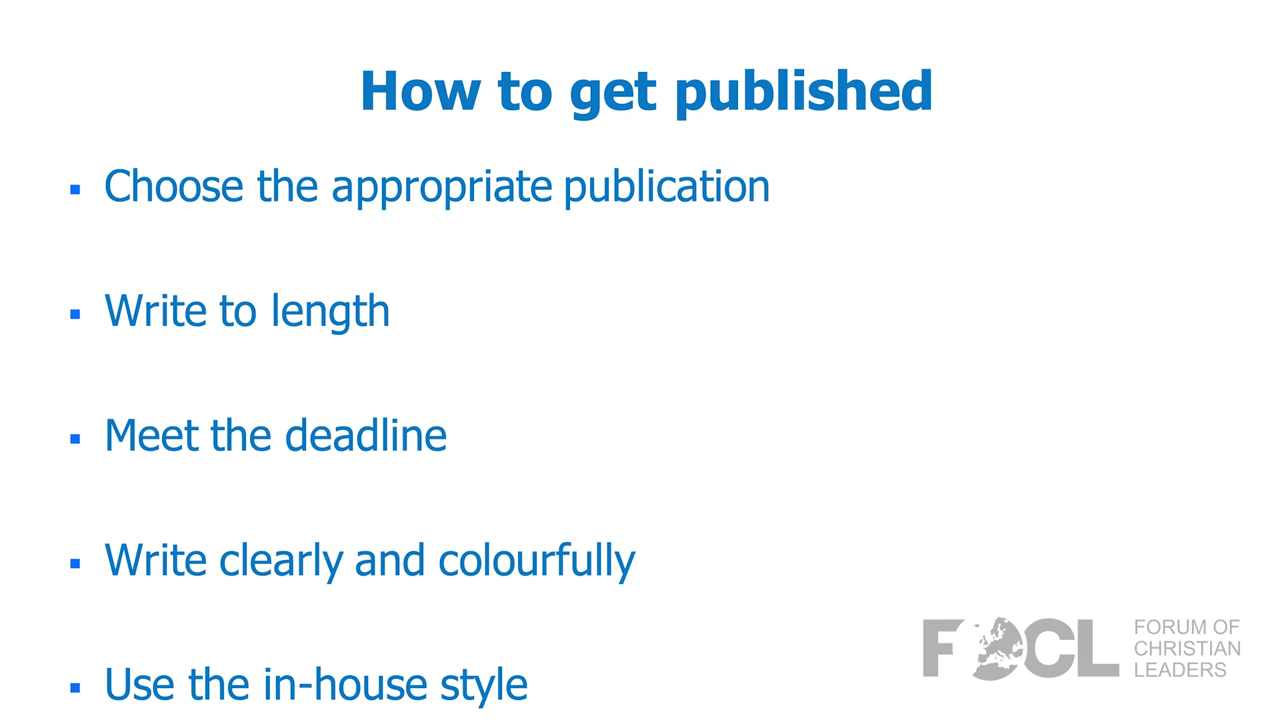 How to get published
▪ Choose the appropriate publication
▪ Write to length
▪ Meet the deadline
▪ Write clearly and colourfully
▪ Use the in-house style
FOCL
FORUM OF
CHRISTIAN
LEADERS